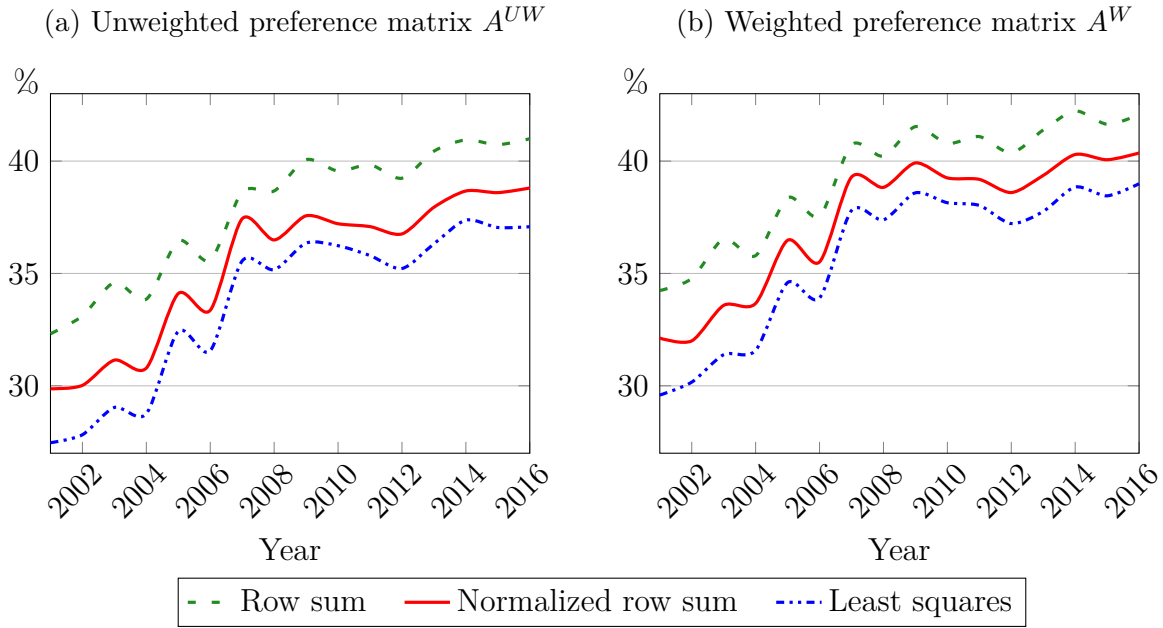 (a) Unweighted preference matrix A^{UW}
%
40
35
30
2002 2004 2006 2008 2010 2012 2014 2016
Year
(b) Weighted preference matrix A^{W}
%
40
35
30
2002 2004 2006 2008 2010 2012 2014 2016
Year
Row sum Normalized row sum Least squares